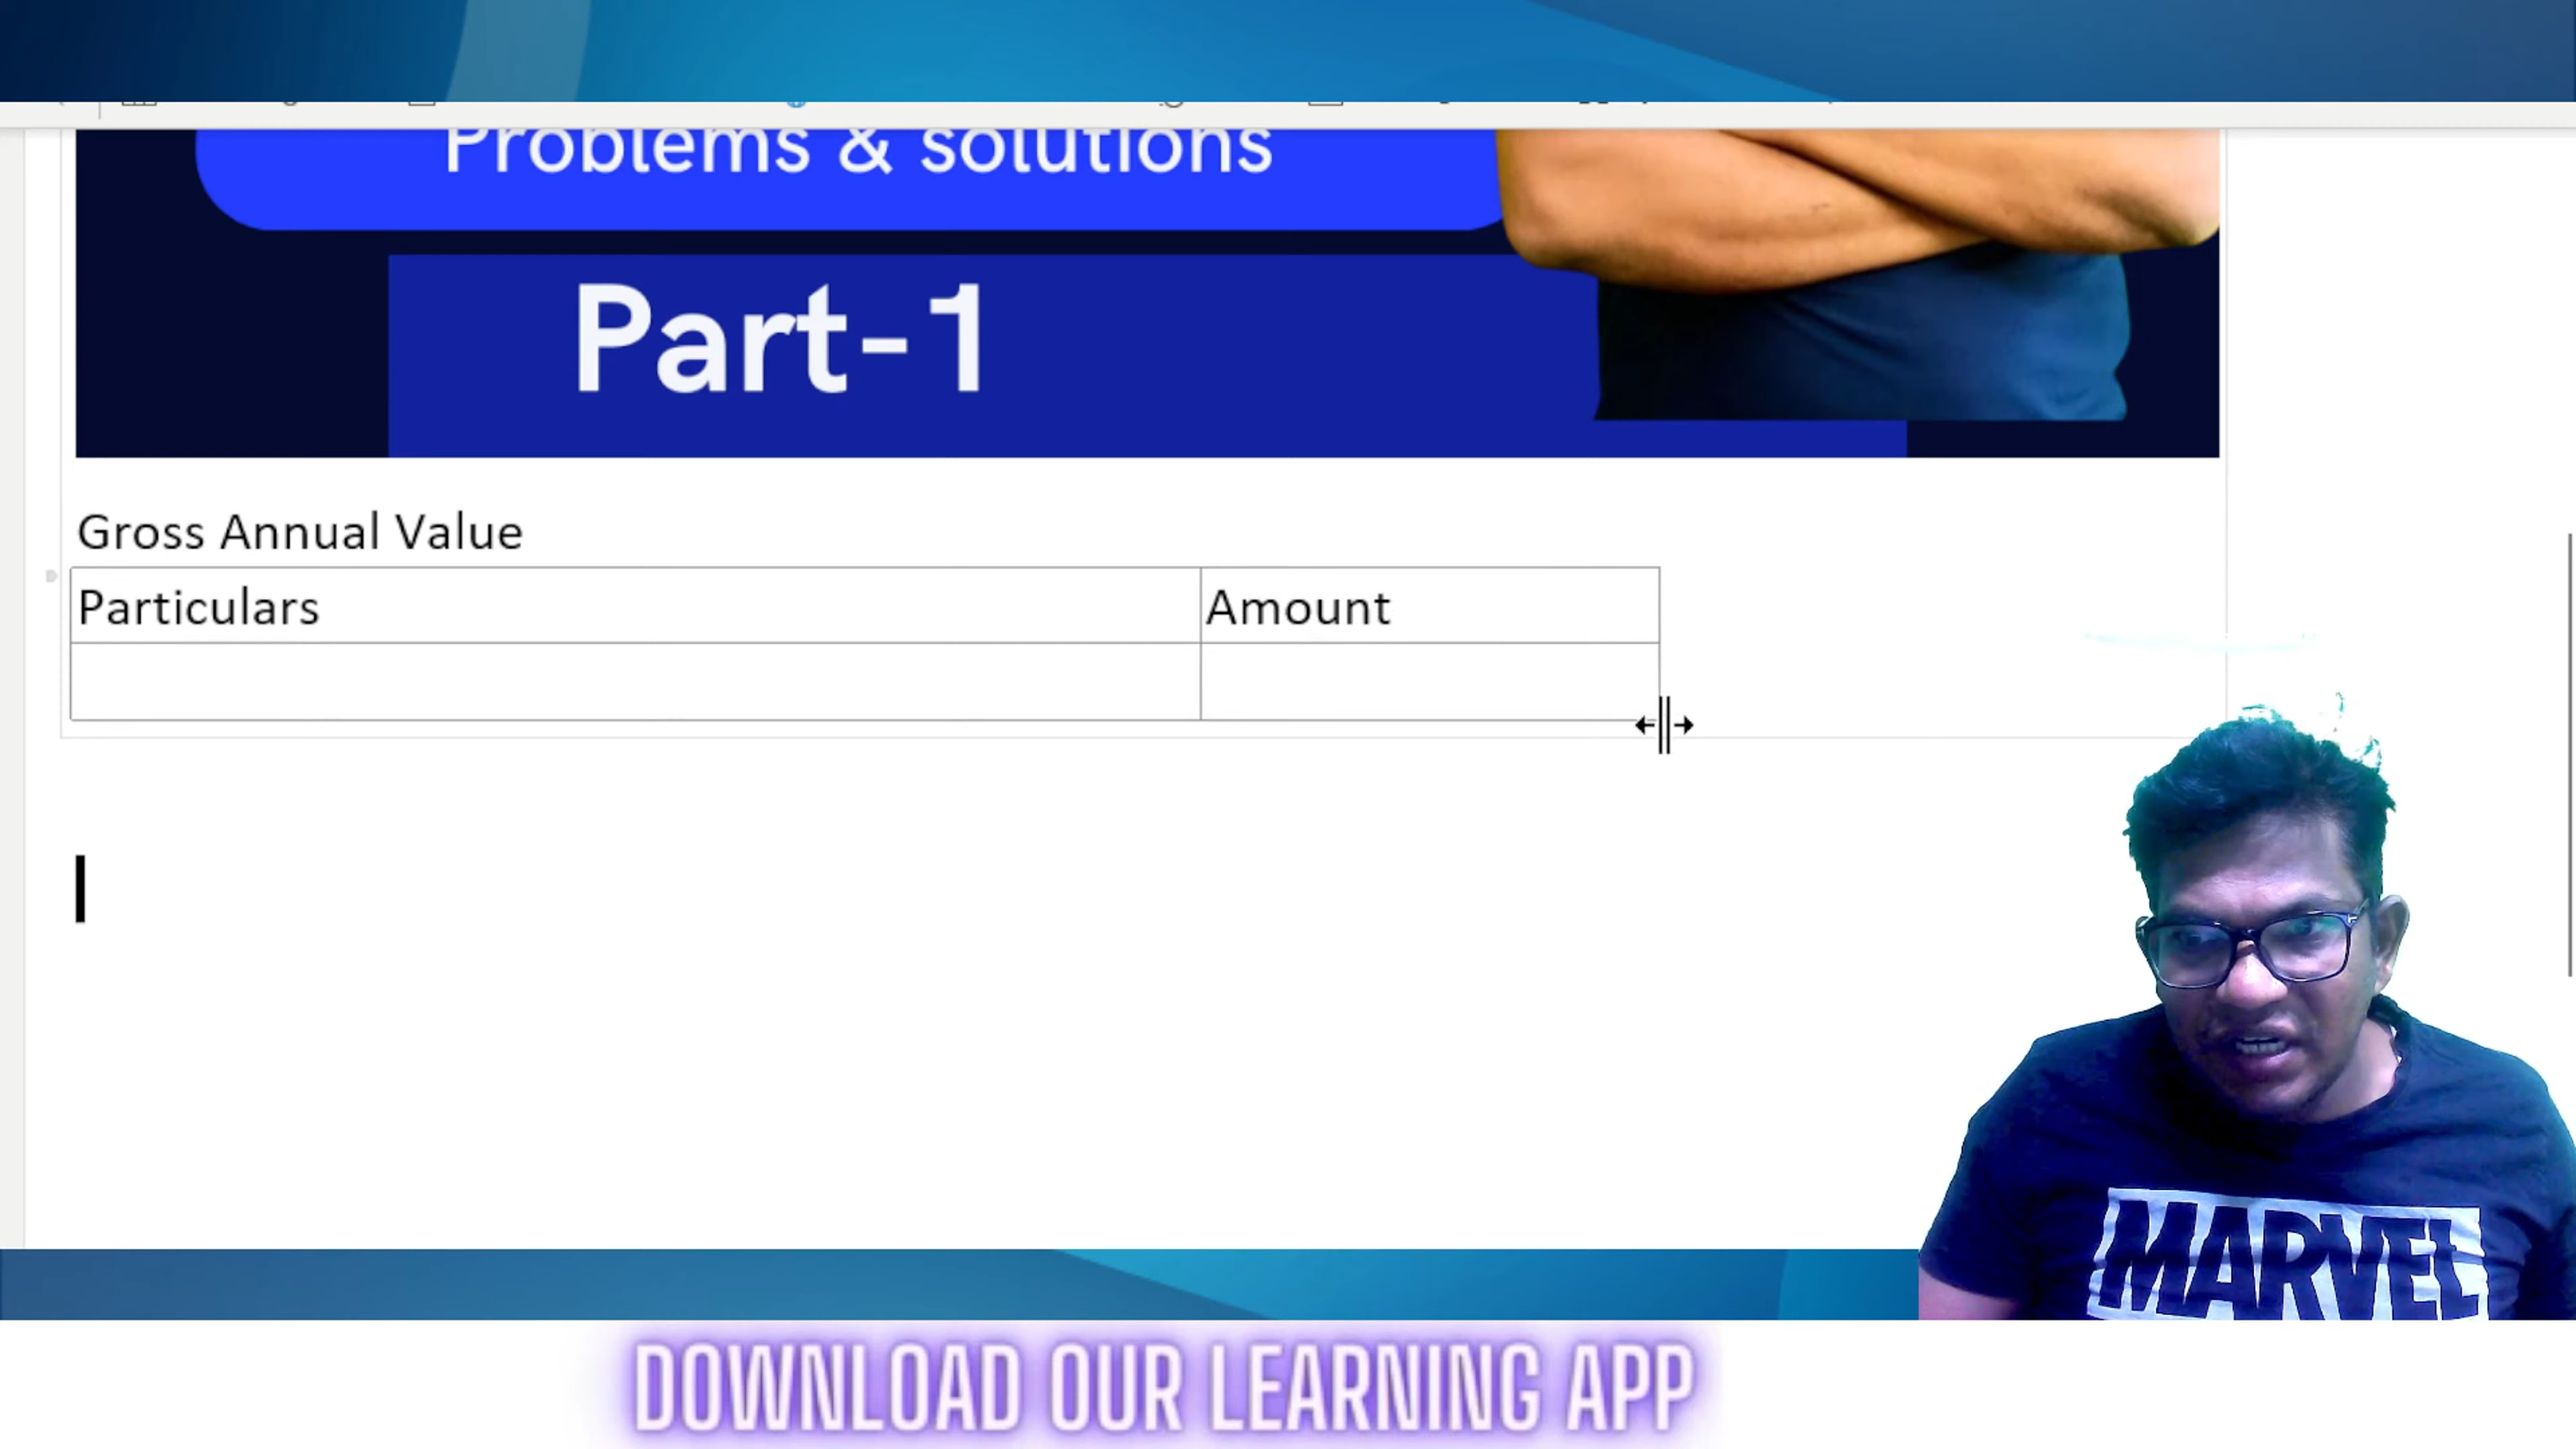 Problems & solutions
Part-1
Gross Annual Value
Particulars
Amount
MARVEL
DOWNLOAD OUR LEARNING APP